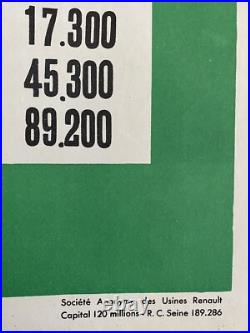 17.300
45.300
89.200
Société Anonyme des Usines Renault
Capital 120 millions - R. C. Seine 189.286